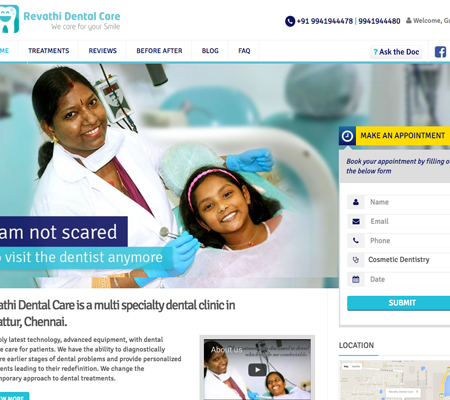 Revathi Dental Care
We care for your Smile
+91 9941944478 | 9941944480
Welcome, G
OME
TREATMENTS
REVIEWS
BEFORE AFTER
BLOG
FAQ
? Ask the Doc
MAKE AN APPOINTMENT
Book your appointment by filling o
the below form
Name
Email
Phone
Cosmetic Dentistry
Date
SUBMIT
am not scared
o visit the dentist anymore
athi Dental Care is a multi specialty dental clinic in
attur, Chennai.
oly latest technology, advanced equipment, with dental
e care for patients. We have the ability to diagnostically
re earlier stages of dental problems and provide personalized
ents leading to their redefinition. We change the
mporary approach to dental treatments.
About us
LOCATION